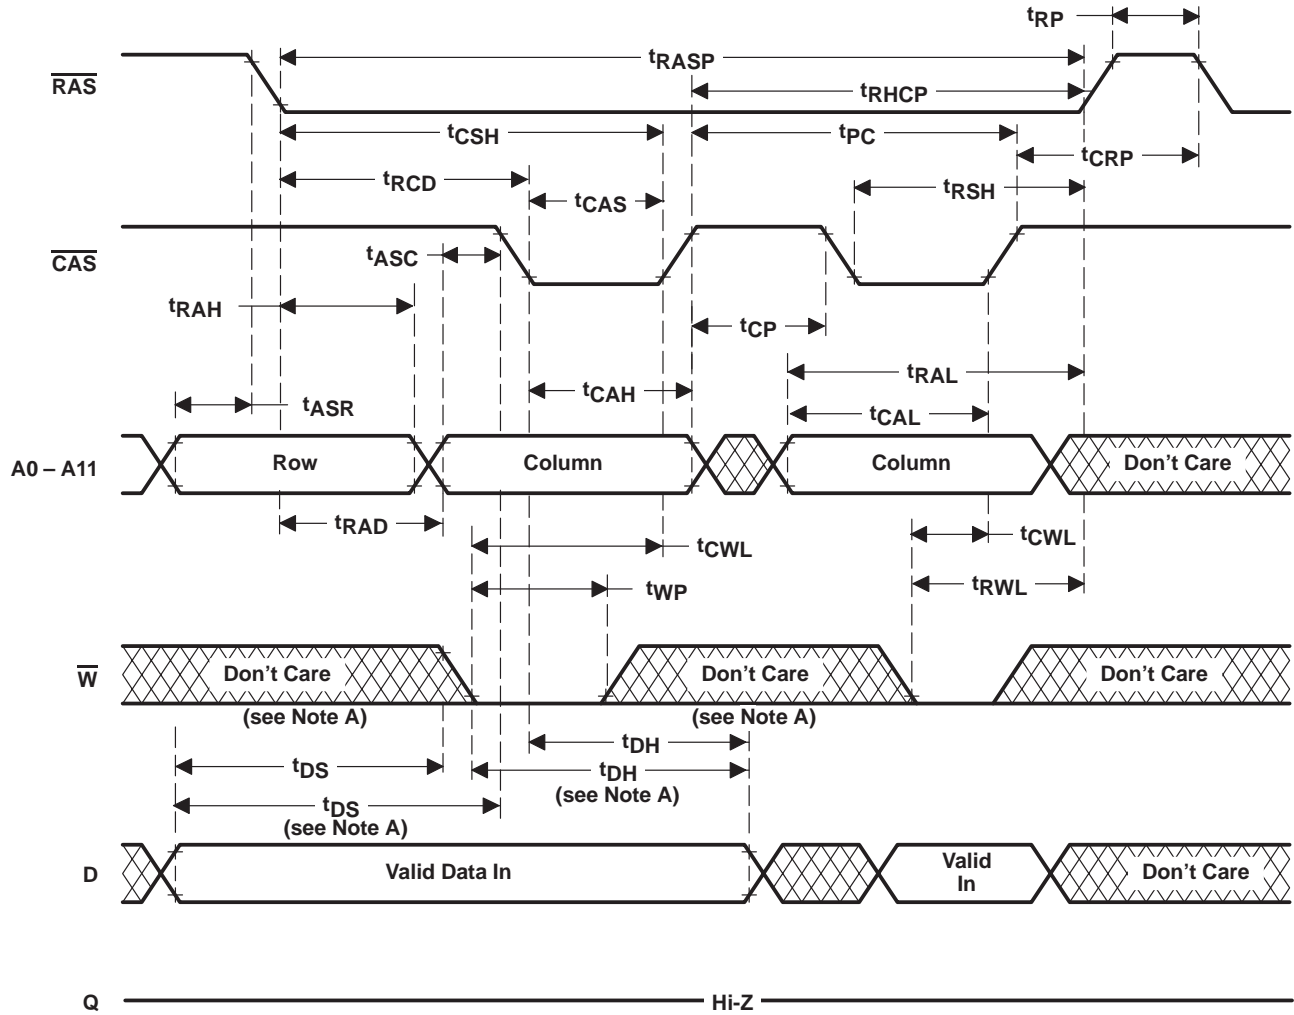 tRP
RAS
tRASP
tRHCP
tCSH
tPC
tCRP
tRCD
tRSH
tCAS
CAS
tASC
tRAH
tCP
tRAL
tCAH
tASR
tCAL
A0 – A11
Row
Column
Column
Don't Care
tRAD
tCWL
tCWL
tWP
tRWL
W
Don't Care
Don't Care
Don't Care
(see Note A)
(see Note A)
tDH
tDS
tDH
(see Note A)
tDS
(see Note A)
D
Valid Data In
Valid
In
Don't Care
Q
Hi-Z